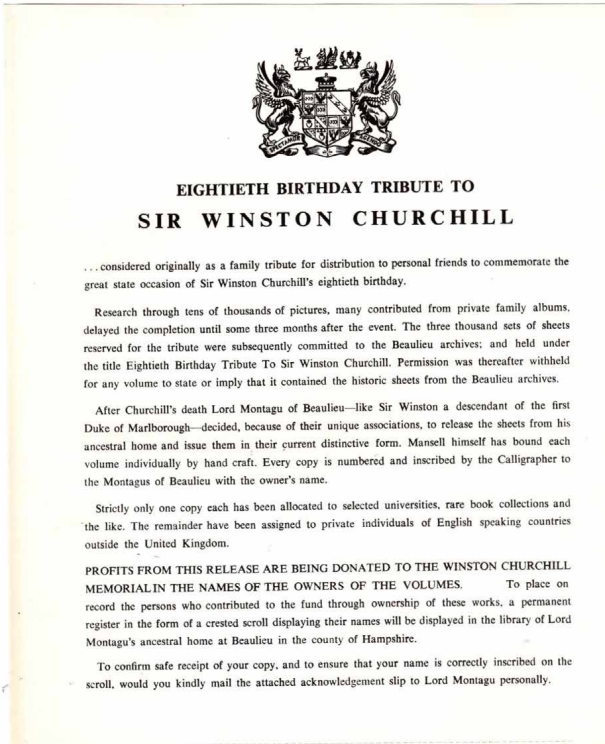 SPECTAMUR AGENDO
EIGHTIETH BIRTHDAY TRIBUTE TO
SIR WINSTON CHURCHILL
...considered originally as a family tribute for distribution to personal friends to commemorate the
great state occasion of Sir Winston Churchill's eightieth birthday.
Research through tens of thousands of pictures, many contributed from private family albums,
delayed the completion until some three months after the event. The three thousand sets of sheets
reserved for the tribute were subsequently committed to the Beaulieu archives; and held under
the title Eightieth Birthday Tribute To Sir Winston Churchill. Permission was thereafter withheld
for any volume to state or imply that it contained the historic sheets from the Beaulieu archives.
After Churchill's death Lord Montagu of Beaulieu—like Sir Winston a descendant of the first
Duke of Marlborough—decided, because of their unique associations, to release the sheets from his
ancestral home and issue them in their current distinctive form. Mansell himself has bound each
volume individually by hand craft. Every copy is numbered and inscribed by the Calligrapher to
the Montagus of Beaulieu with the owner's name.
Strictly only one copy each has been allocated to selected universities, rare book collections and
the like. The remainder have been assigned to private individuals of English speaking countries
outside the United Kingdom.
PROFITS FROM THIS RELEASE ARE BEING DONATED TO THE WINSTON CHURCHILL
MEMORIALIN THE NAMES OF THE OWNERS OF THE VOLUMES. To place on
record the persons who contributed to the fund through ownership of these works, a permanent
register in the form of a crested scroll displaying their names will be displayed in the library of Lord
Montagu's ancestral home at Beaulieu in the county of Hampshire.
To confirm safe receipt of your copy, and to ensure that your name is correctly inscribed on the
scroll, would you kindly mail the attached acknowledgement slip to Lord Montagu personally.